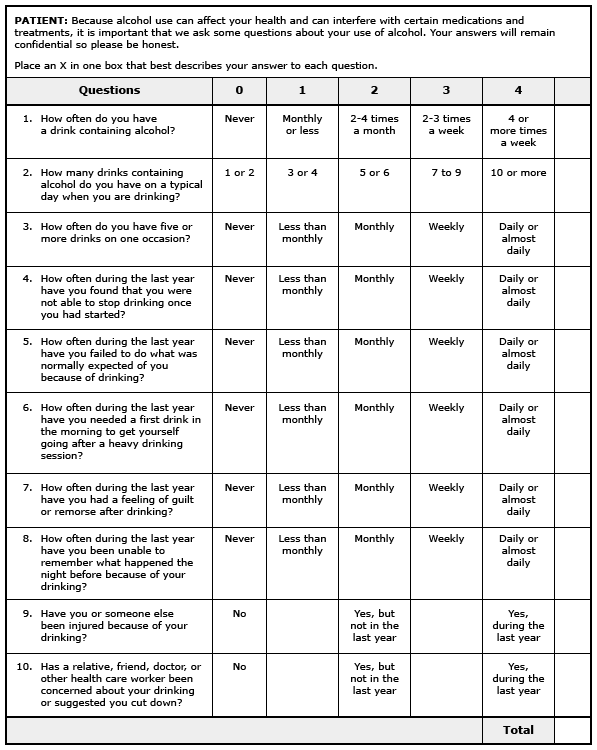 PATIENT: Because alcohol use can affect your health and can interfere with certain medications and
treatments, it is important that we ask some questions about your use of alcohol. Your answers will remain
confidential so please be honest.
Place an X in one box that best describes your answer to each question.
Questions 0 1 2 3 4
1. How often do you have Never Monthly 2-4 times 2-3 times 4 or
a drink containing alcohol? or less a month a week more times
a week
2. How many drinks containing 1 or 2 3 or 4 5 or 6 7 to 9 10 or more
alcohol do you have on a typical
day when you are drinking?
3. How often do you have five or Never Less than Monthly Weekly Daily or
more drinks on one occasion? monthly almost
daily
4. How often during the last year Never Less than Monthly Weekly Daily or
have you found that you were monthly almost
not able to stop drinking once daily
you had started?
5. How often during the last year Never Less than Monthly Weekly Daily or
have you failed to do what was monthly almost
normally expected of you daily
because of drinking?
6. How often during the last year Never Less than Monthly Weekly Daily or
have you needed a first drink in monthly almost
the morning to get yourself daily
going after a heavy drinking
session?
7. How often during the last year Never Less than Monthly Weekly Daily or
have you had a feeling of guilt monthly almost
or remorse after drinking? daily
8. How often during the last year Never Less than Monthly Weekly Daily or
have you been unable to monthly almost
remember what happened the daily
night before because of your
drinking?
9. Have you or someone else No Yes, but Yes,
been injured because of your not in the during the
drinking? last year last year
10. Has a relative, friend, doctor, or No Yes, but Yes,
other health care worker been not in the during the
concerned about your drinking last year last year
or suggested you cut down?
Total